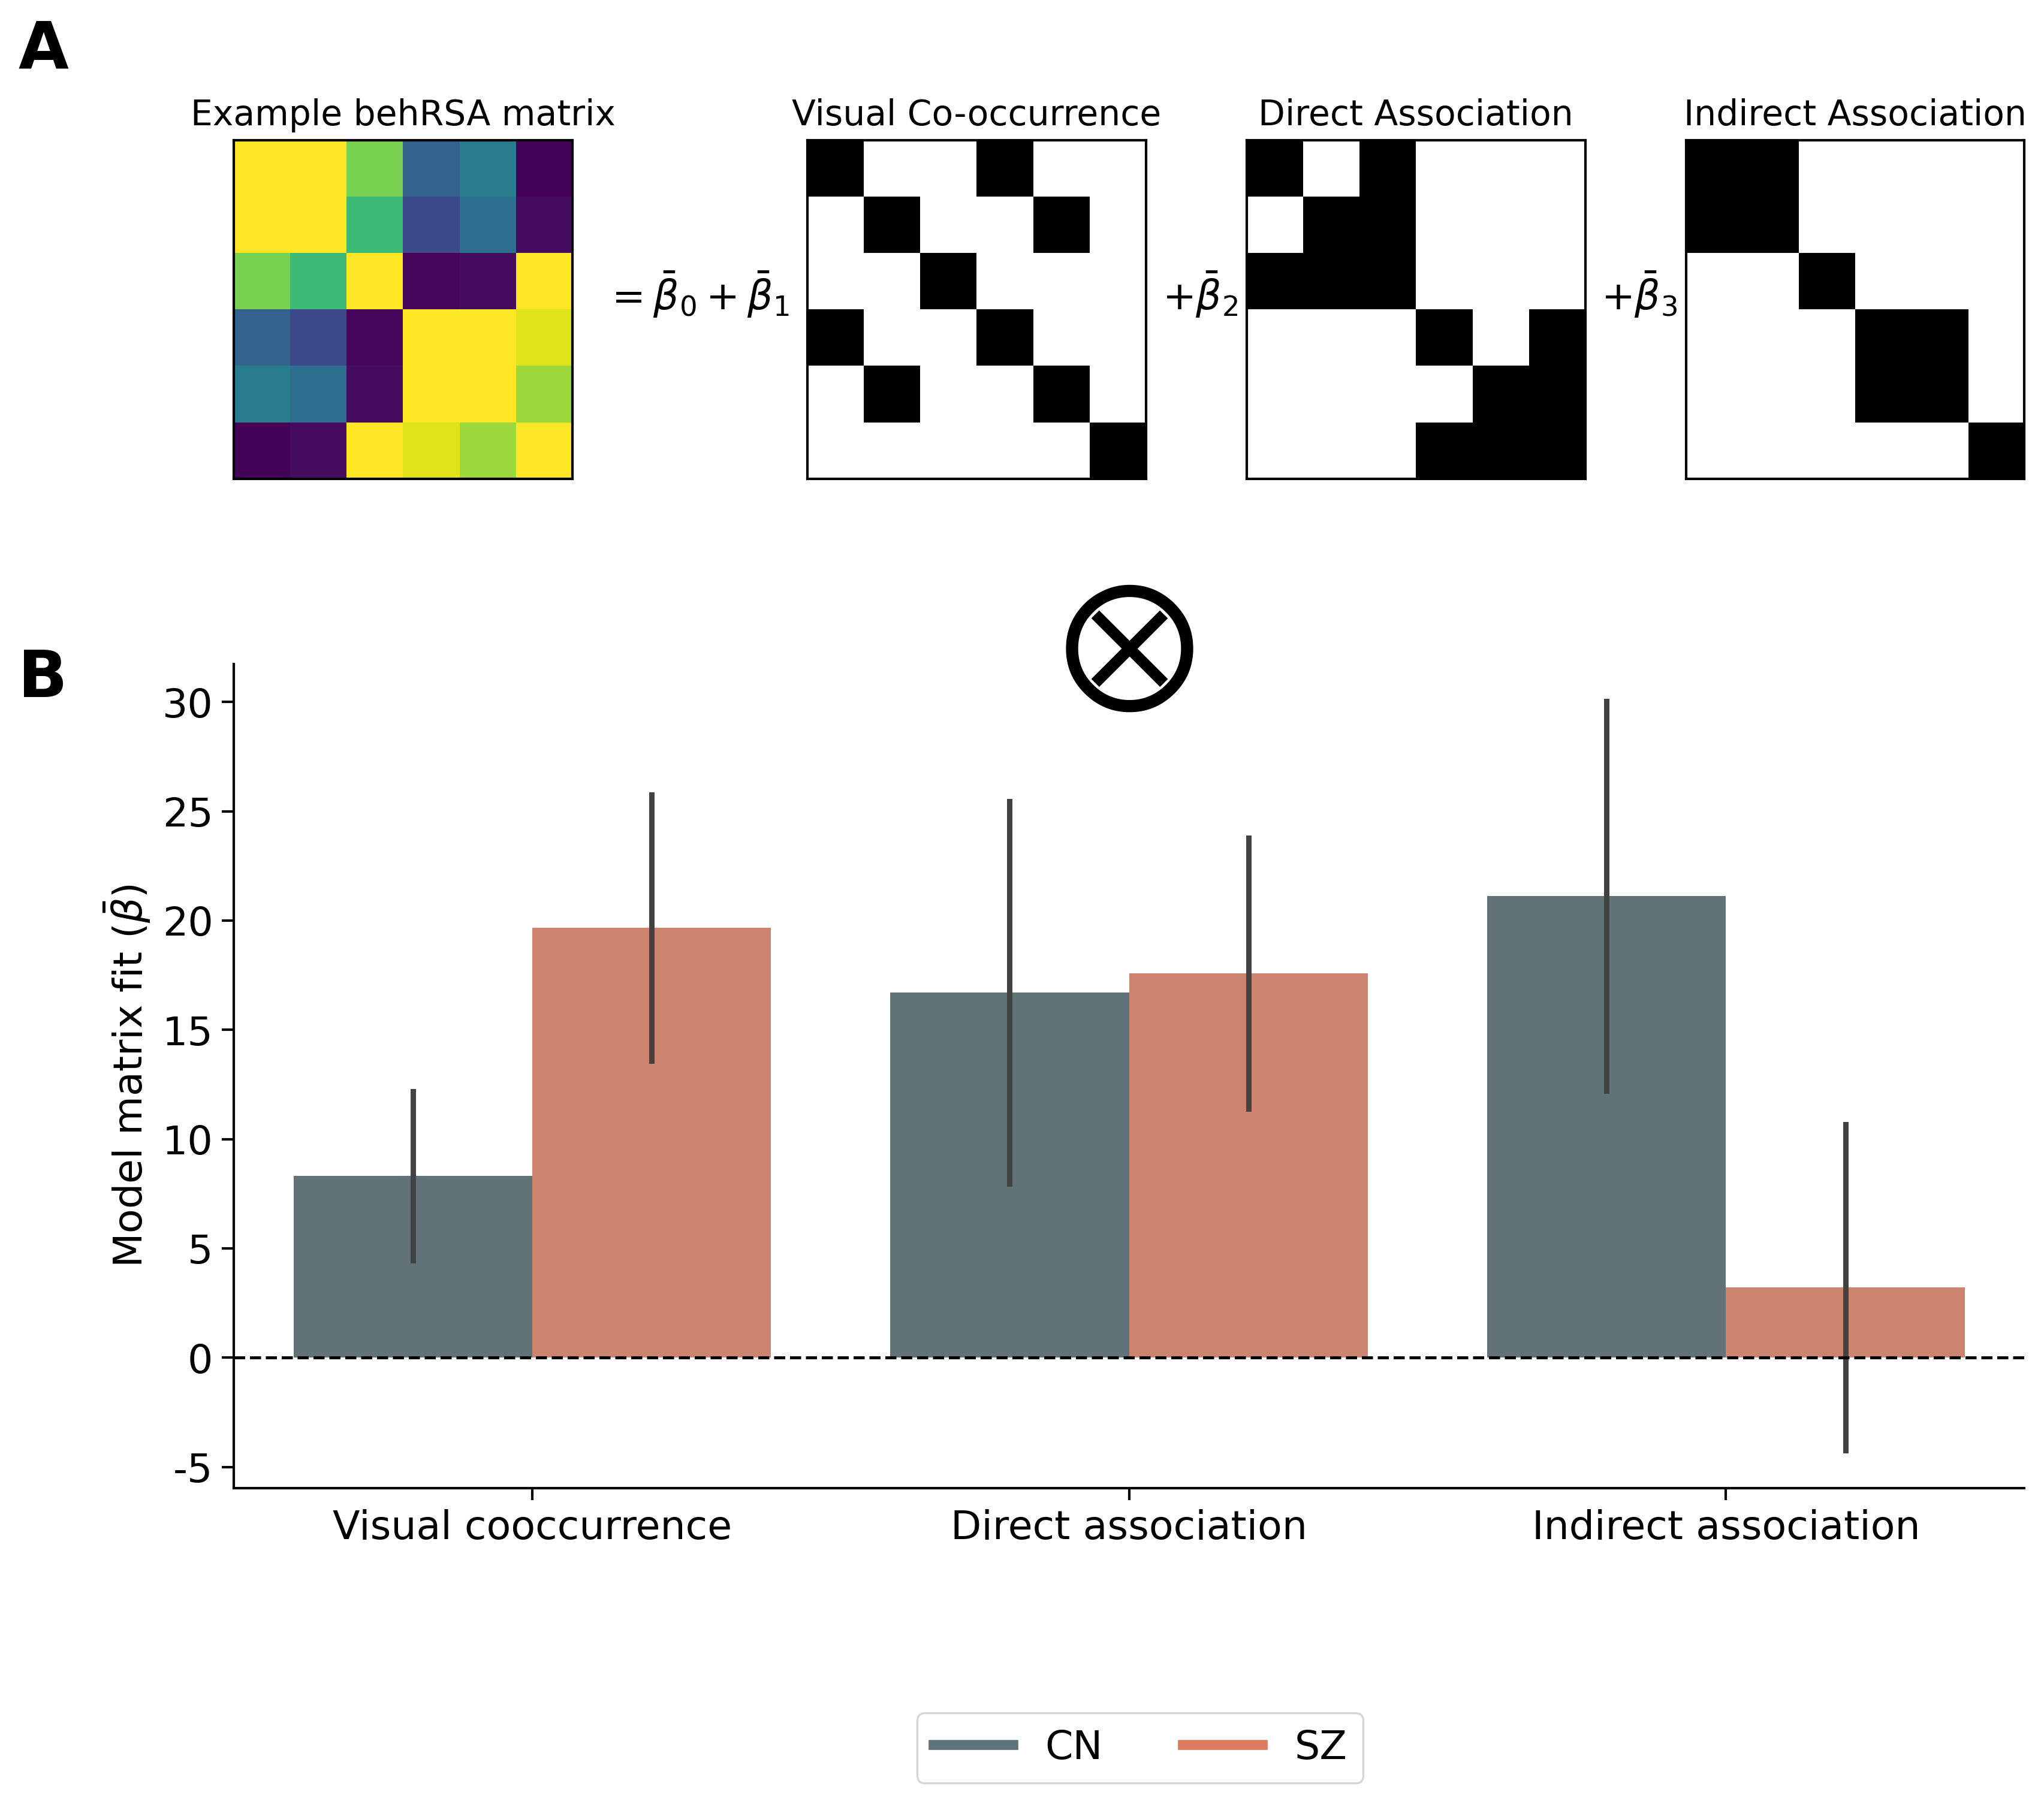 A
Example behRSA matrix
Visual Co-occurrence
Direct Association
Indirect Association
= β̄₀ + β̄₁
+β̄₂
+β̄₃
B
Model matrix fit (β̄)
30
25
20
15
10
5
0
-5
Visual cooccurrence
Direct association
Indirect association
CN
SZ